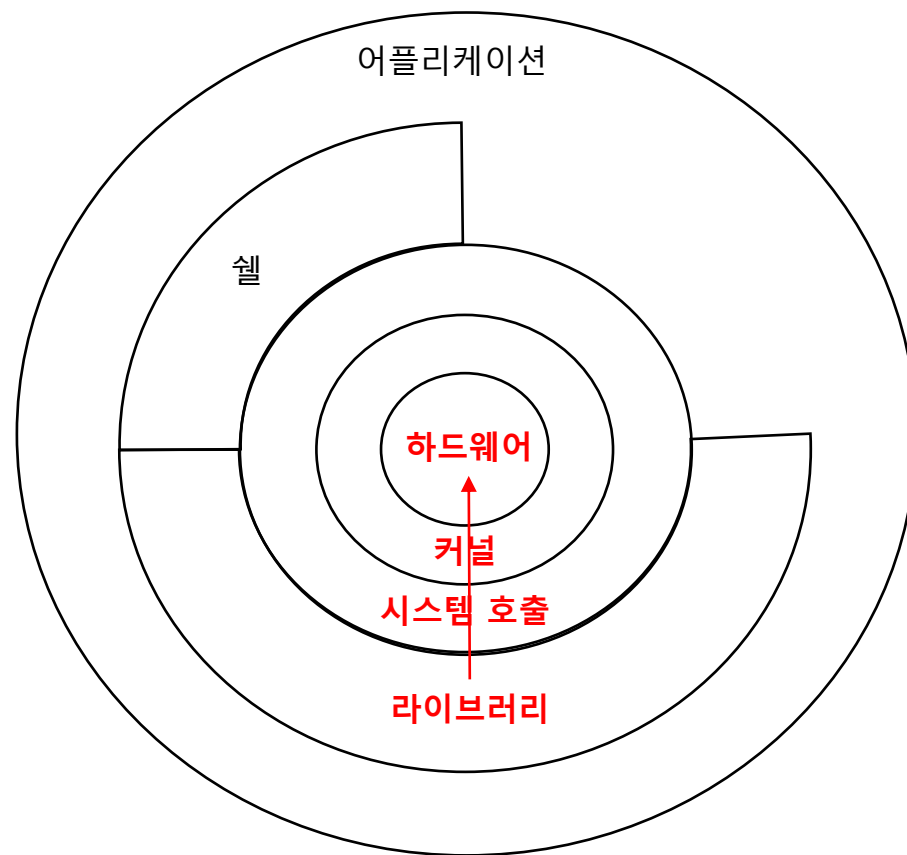 어플리케이션
쉘
하드웨어
커널
시스템 호출
라이브러리